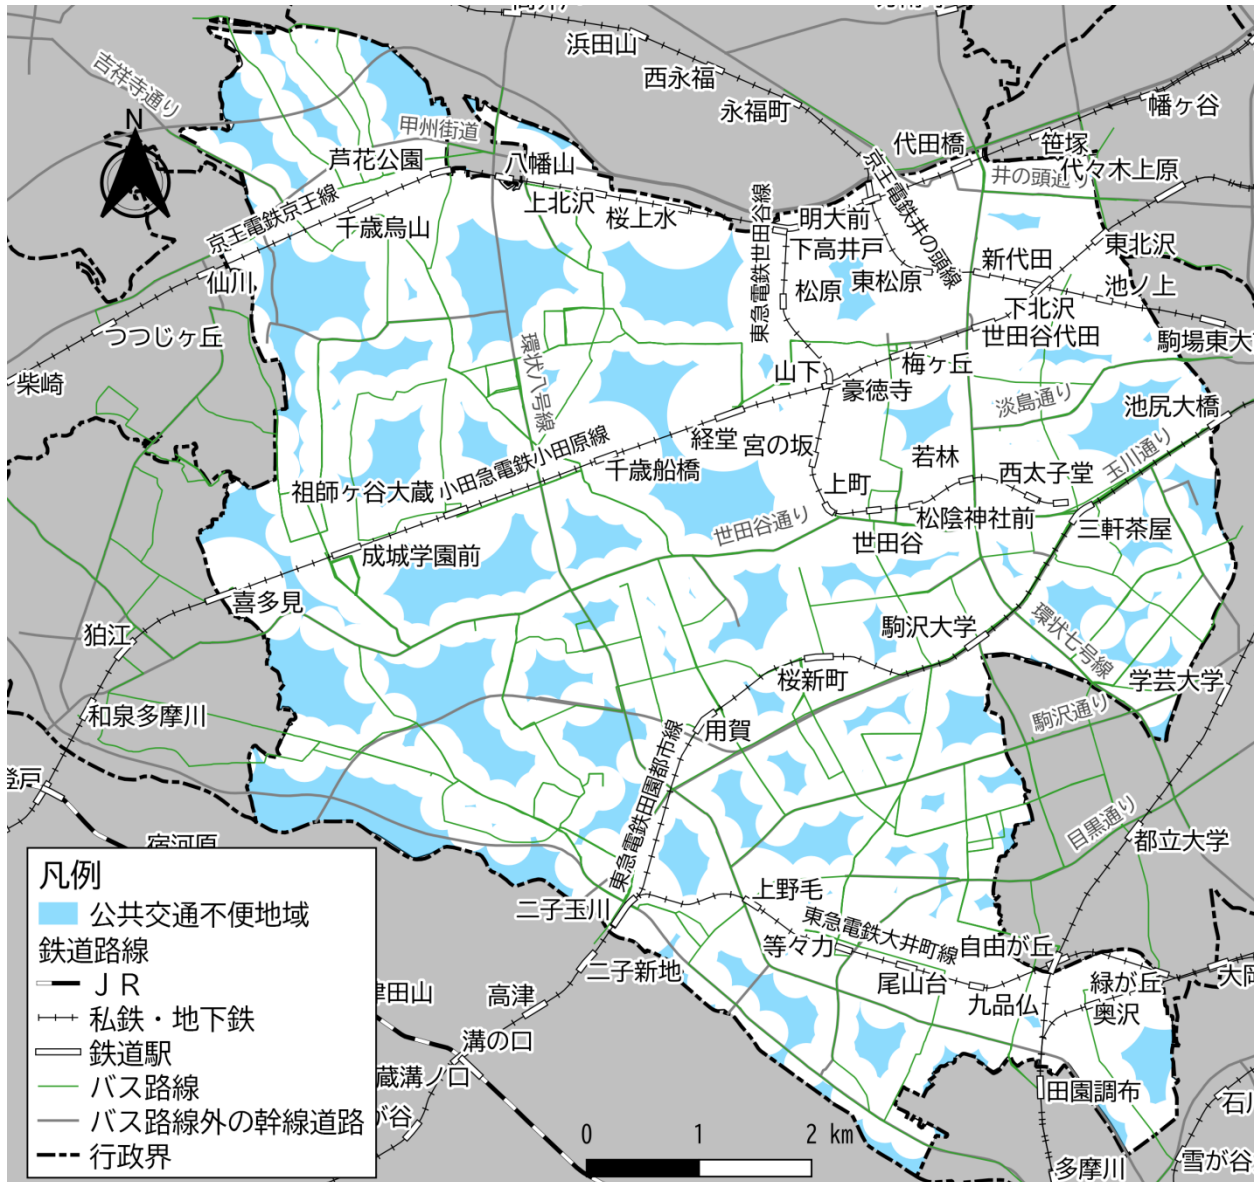 浜田山
西永福
永福町
幡ヶ谷
吉祥寺通り
N
甲州街道
代田橋
笹塚
代々木上原
井の頭通り
芦花公園
八幡山
上北沢
桜上水
京王電鉄京王線
千歳烏山
東急電鉄世田谷線
明大前
下高井戸
京王電鉄井の頭線
東松原
松原
新代田
東北沢
池ノ上
下北沢
世田谷代田
駒場東大
仙川
つつじヶ丘
柴崎
環状八号線
山下
豪徳寺
梅ヶ丘
淡島通り
池尻大橋
経堂
宮の坂
小田急電鉄小田原線
千歳船橋
祖師ヶ谷大蔵
若林
西太子堂
玉川通り
上町
世田谷通り
世田谷
松陰神社前
三軒茶屋
成城学園前
喜多見
狛江
駒沢大学
環状七号線
学芸大学
桜新町
駒沢通り
和泉多摩川
用賀
登戸
宿河原
東急電鉄田園都市線
目黒通り
都立大学
二子玉川
上野毛
東急電鉄大井町線
等々力
尾山台
自由が丘
九品仏
緑が丘
奥沢
大岡
二子新地
高津
津田山
溝の口
蔵溝ノ口
が谷
田園調布
多摩川
石川
雪が谷
凡例
公共交通不便地域
鉄道路線
ＪＲ
私鉄・地下鉄
鉄道駅
バス路線
バス路線外の幹線道路
行政界
0 1 2 km